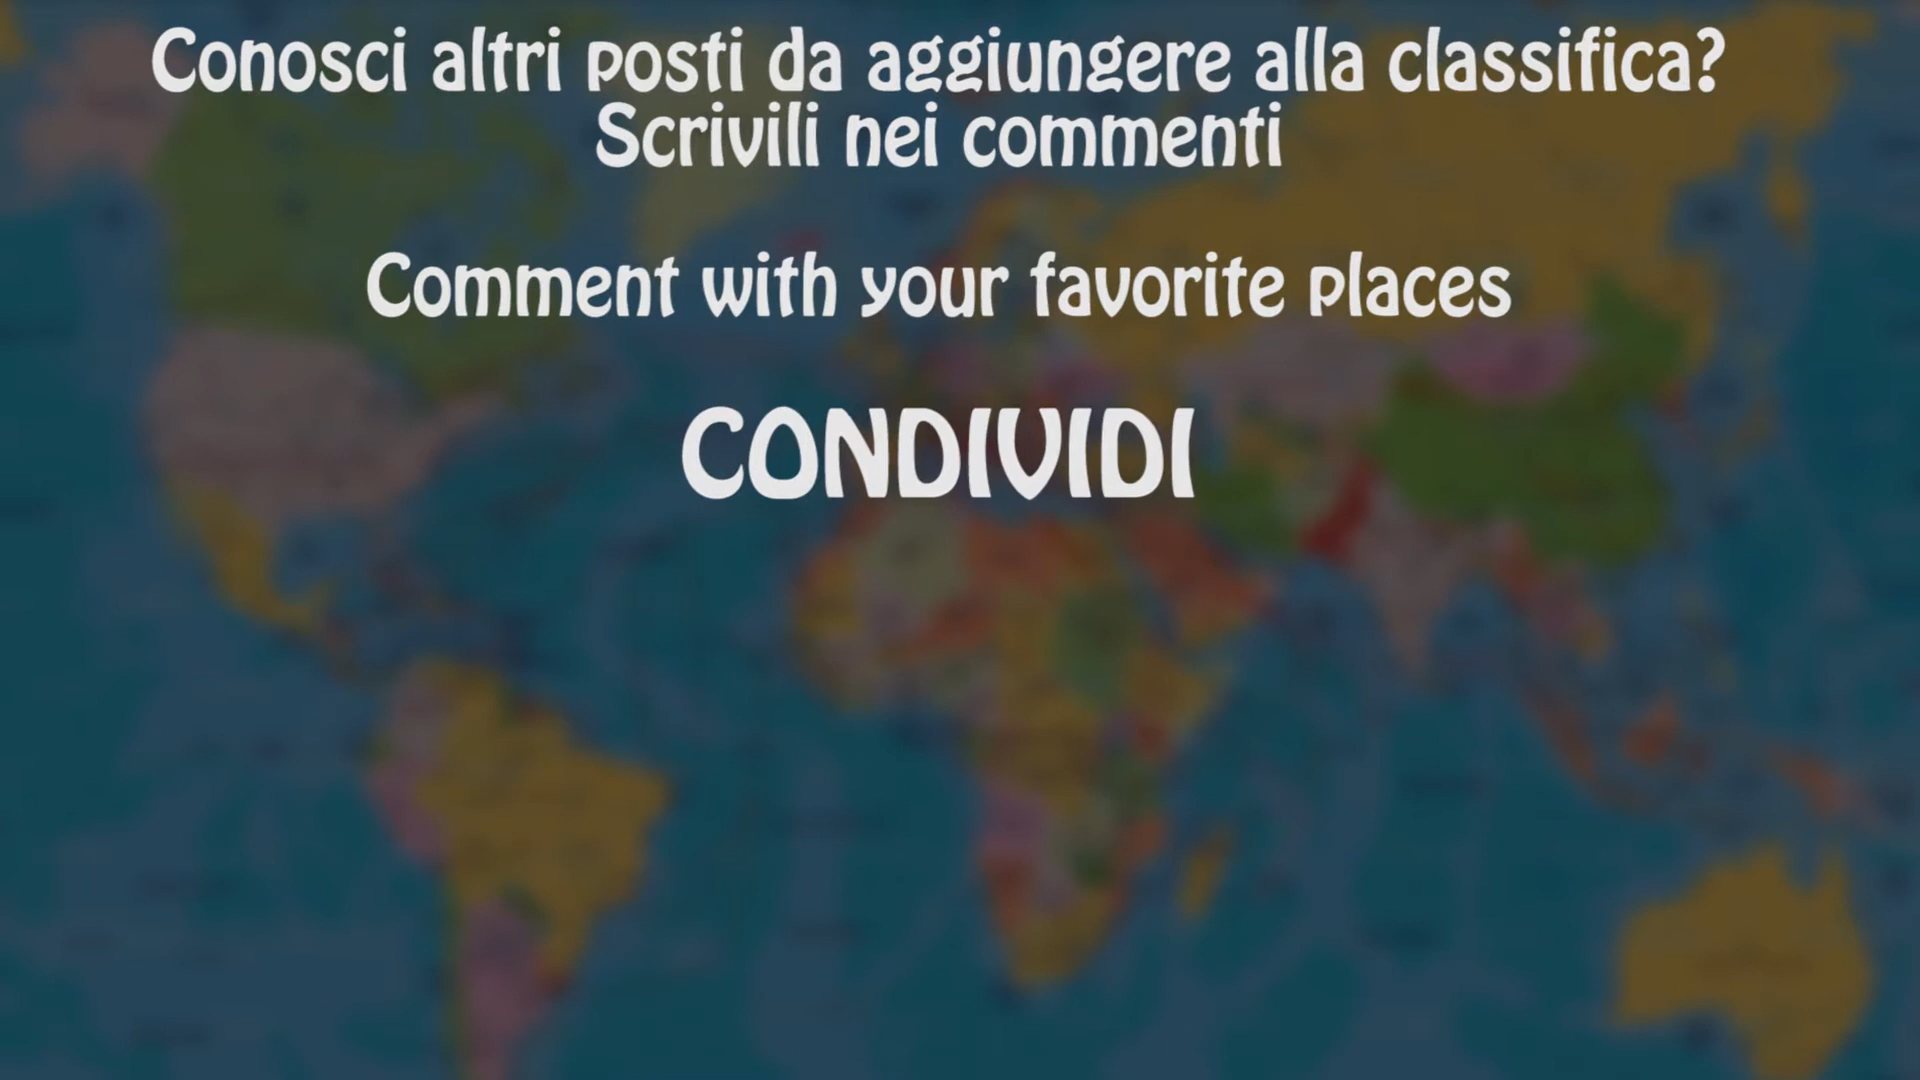 Conosci altri posti da aggiungere alla classifica?
Scrivili nei commenti
Comment with your favorite places
CONDIVIDI